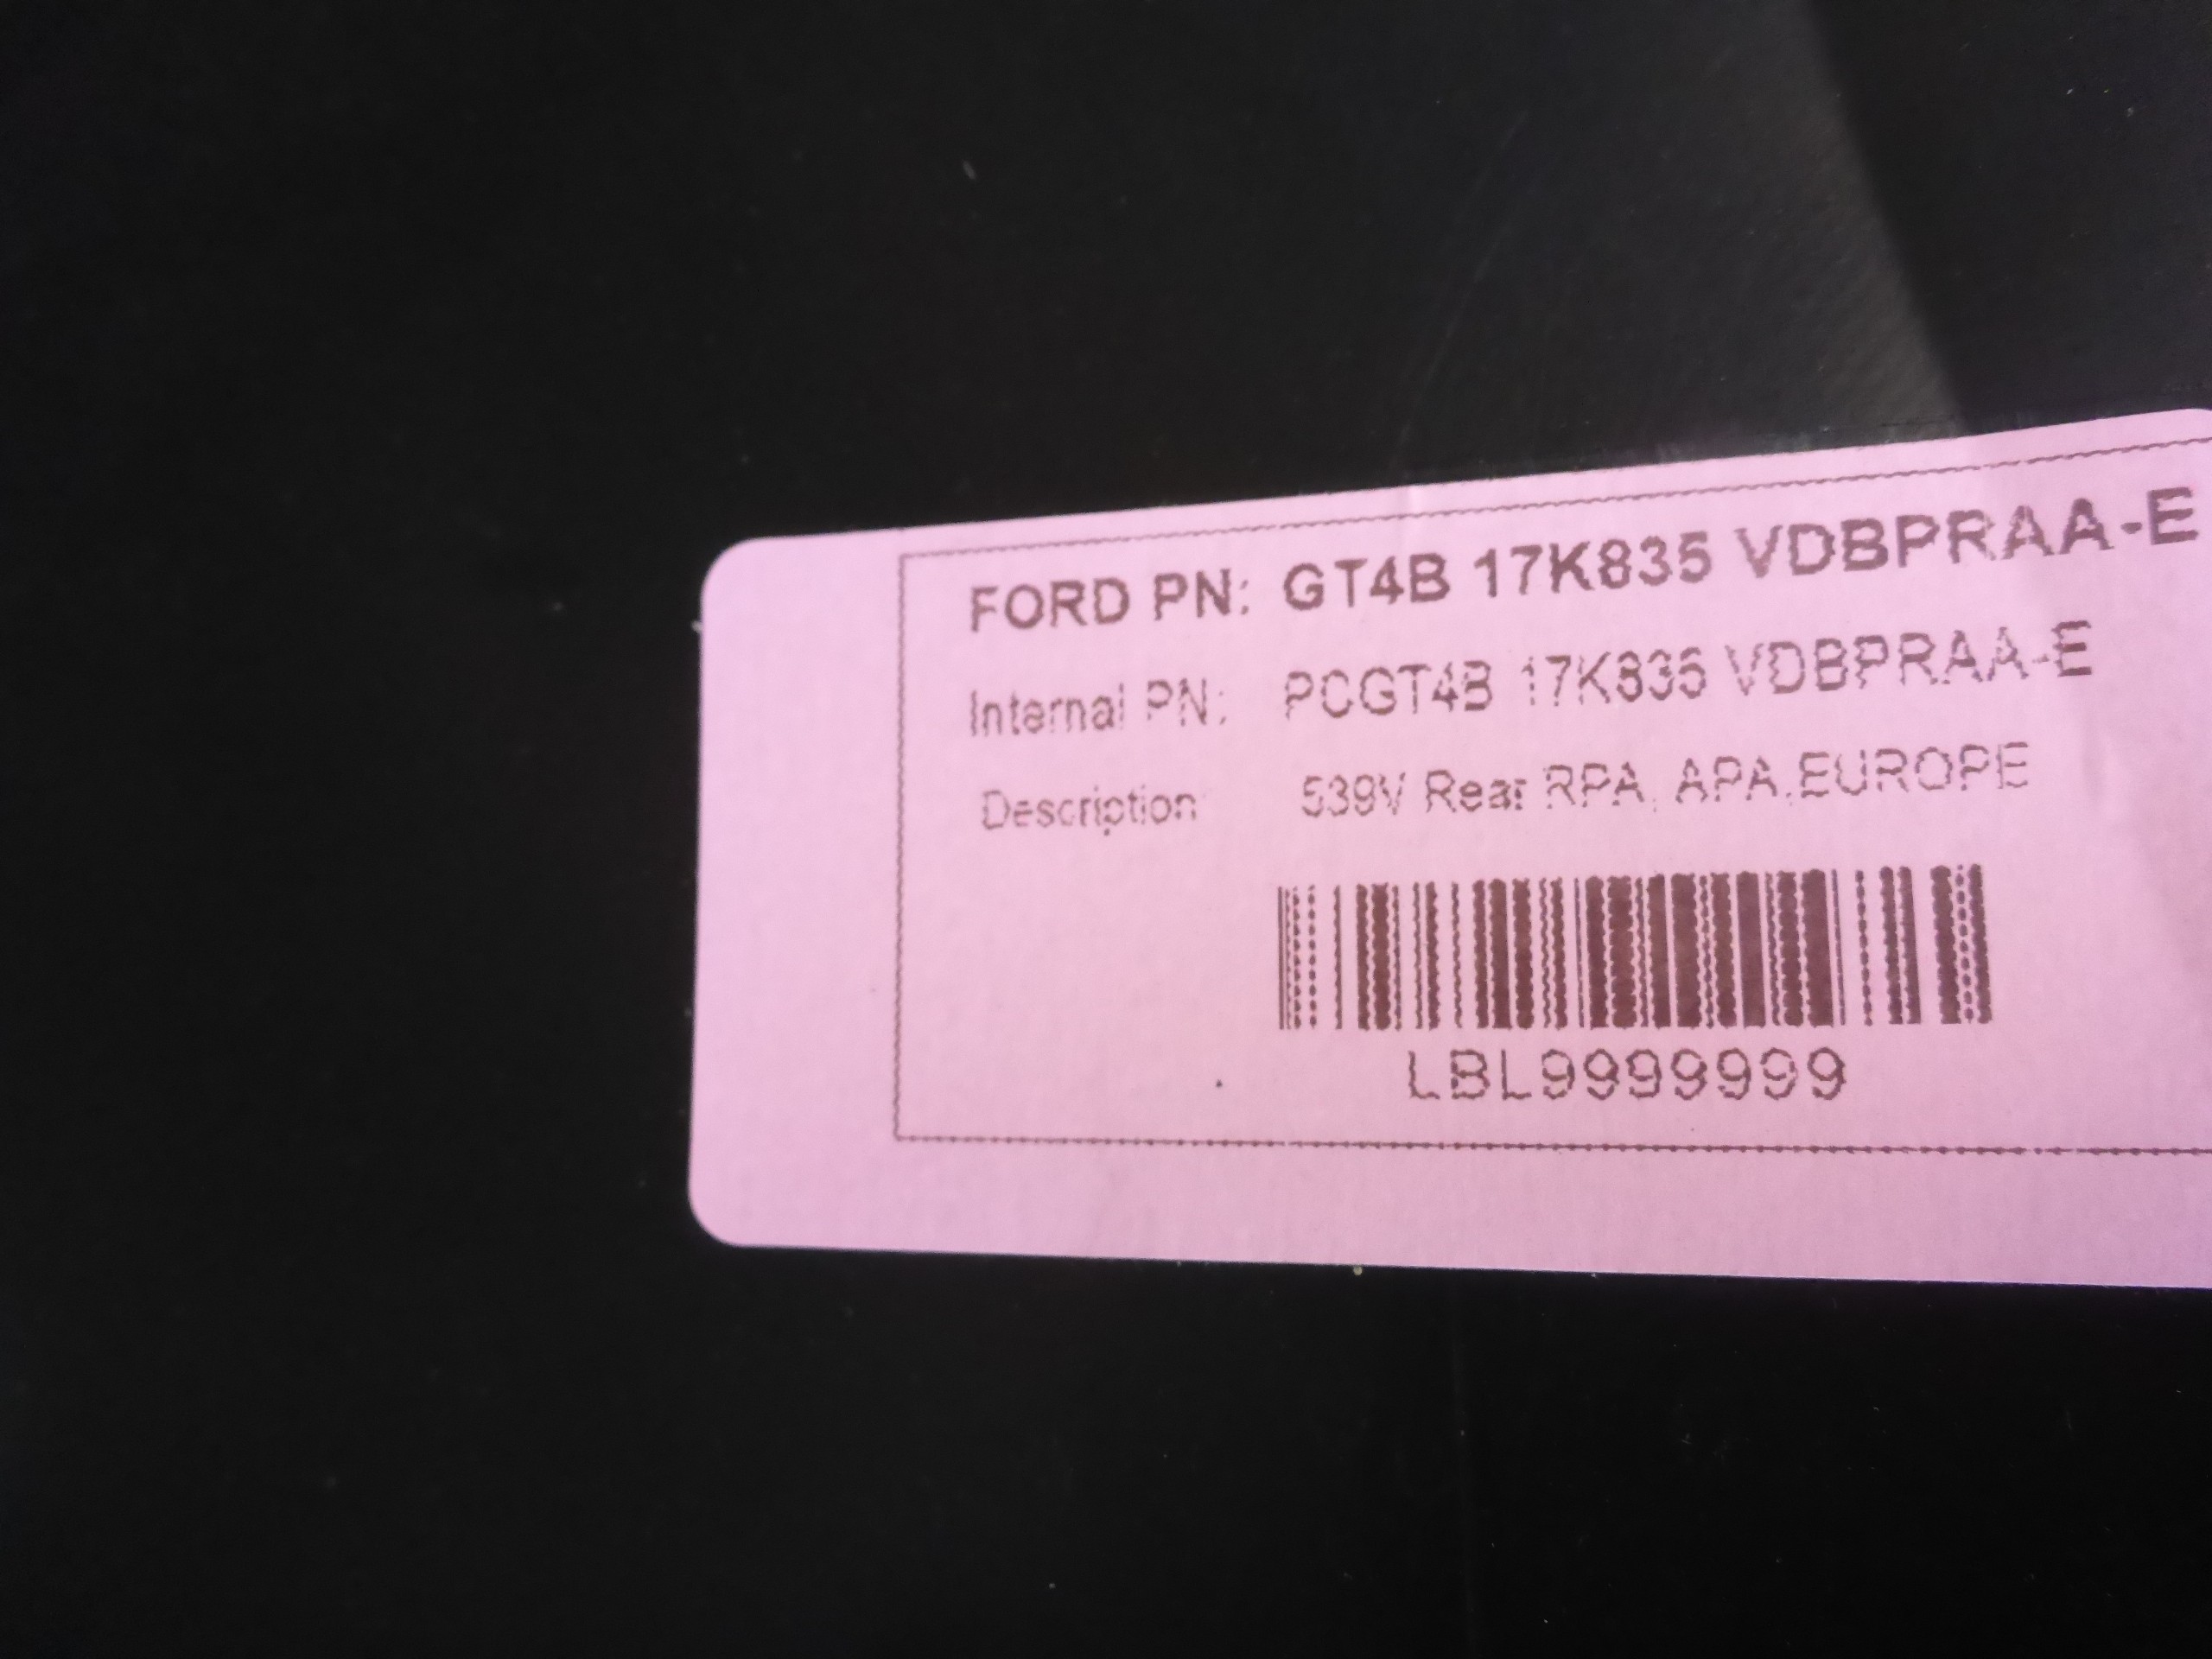 FORD PN: GT4B 17K835 VDBPRAA-E
Internal PN: PCGT4B 17K835 VDBPRAA-E
Description 539V Rear RPA, APA,EUROPE
LBL9999999